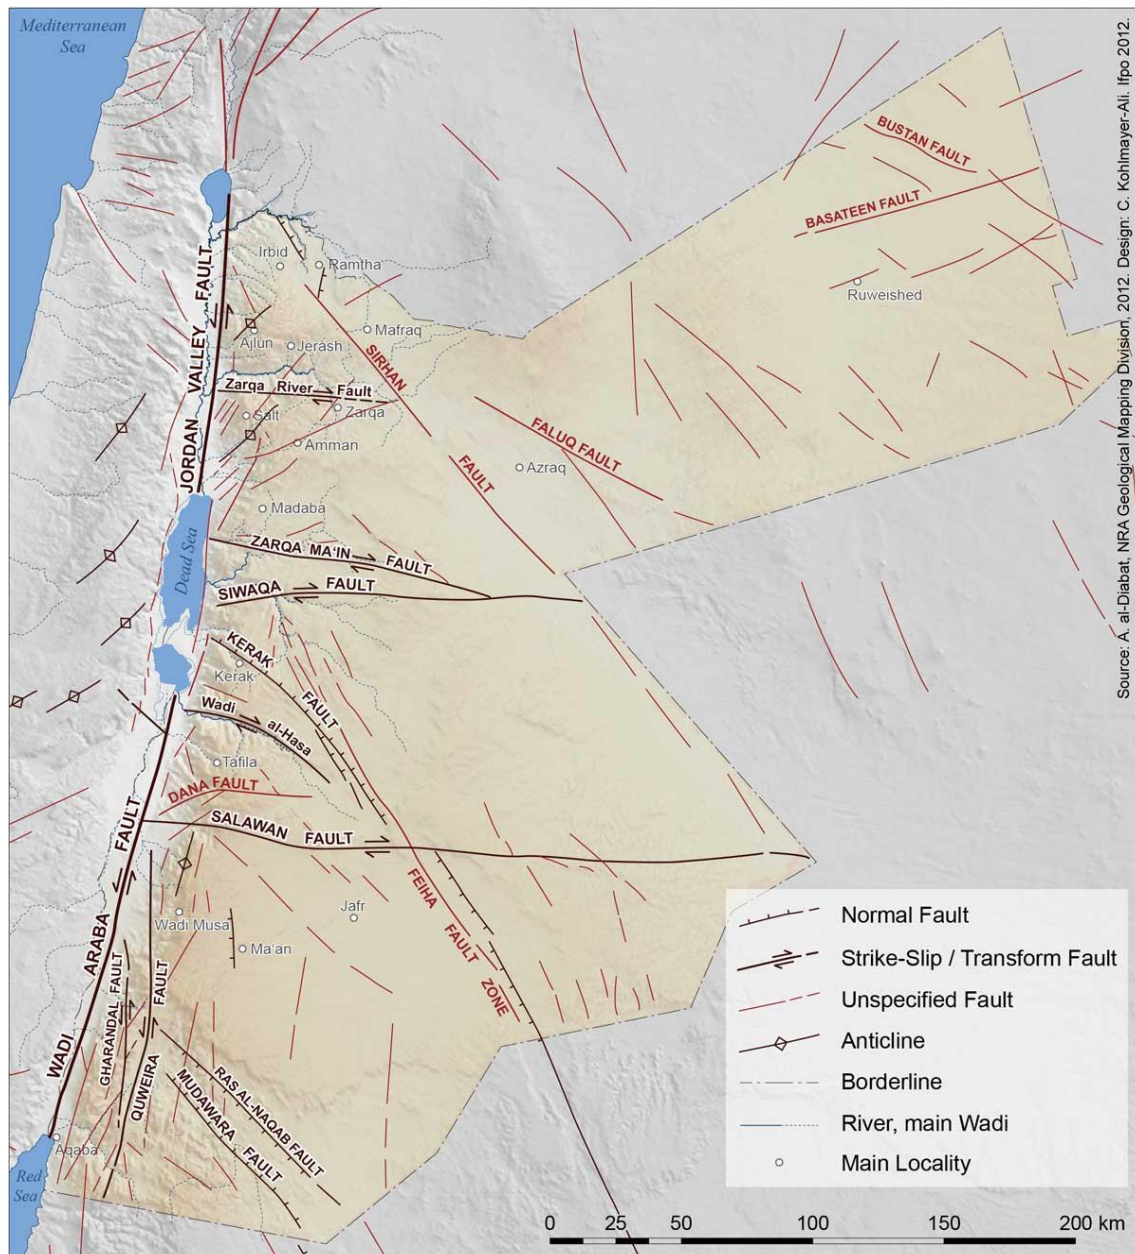 Mediterranean
Sea
Source: A. al-Diabat, NRA Geological Mapping Division, 2012. Design: C. Kohlmayer-Ali. Ifpo 2012.
BUSTAN FAULT
BASATEEN FAULT
Ruweished
Irbid
Ramtha
Mafraq
Ajlun
Jerash
JORDAN VALLEY FAULT
SIRHAN FAULT
Zarqa River Fault
Salt
Zarqa
Amman
FALUQ FAULT
Azraq
Madaba
Dead Sea
ZARQA MA'IN FAULT
SIWAQA FAULT
KERAK FAULT
Kerak
Wadi al-Hasa
Tafila
DANA FAULT
SALAWAN FAULT
WADI ARABA FAULT
FEIHA FAULT ZONE
Jafr
Wadi Musa
Ma'an
GHARANDAL FAULT
QUWEIRA FAULT
RAS AL-NAQAB FAULT
MUDAWARA FAULT
Aqaba
Red
Sea
Normal Fault
Strike-Slip / Transform Fault
Unspecified Fault
Anticline
Borderline
River, main Wadi
Main Locality
0 25 50 100 150 200 km